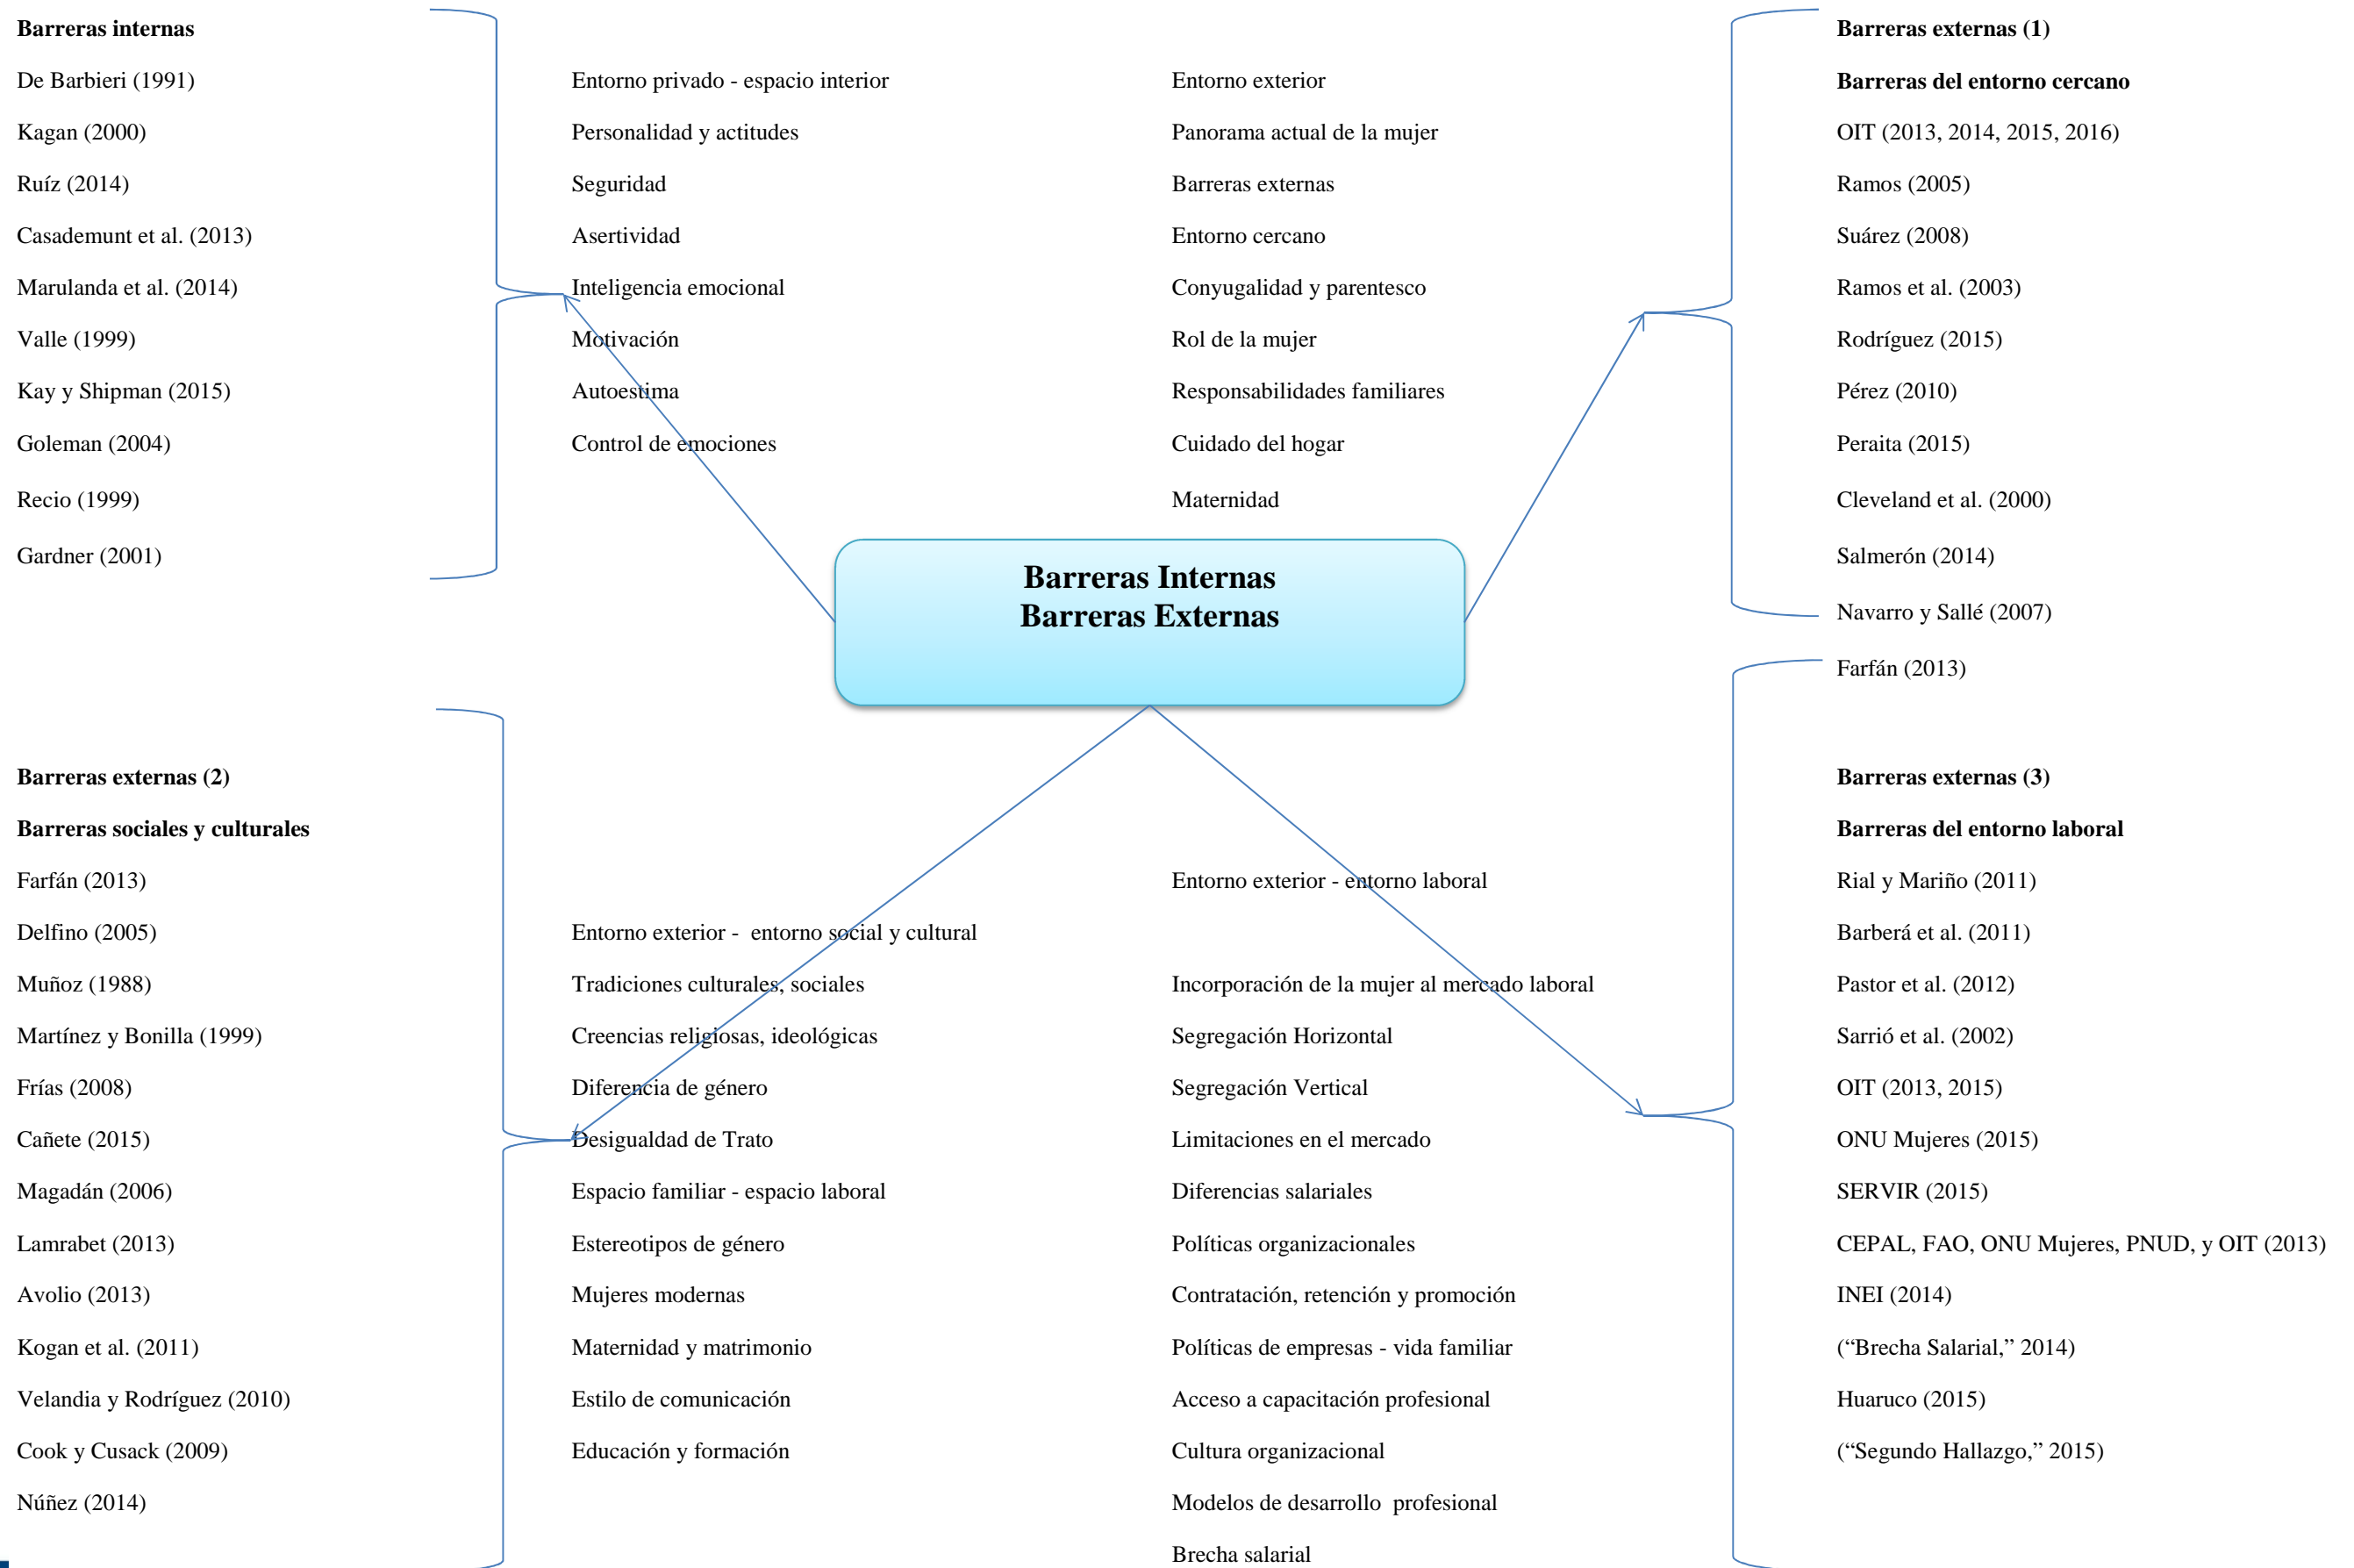 Barreras internas
De Barbieri (1991)
Kagan (2000)
Ruíz (2014)
Casademunt et al. (2013)
Marulanda et al. (2014)
Valle (1999)
Kay y Shipman (2015)
Goleman (2004)
Recio (1999)
Gardner (2001)
Entorno privado - espacio interior
Personalidad y actitudes
Seguridad
Asertividad
Inteligencia emocional
Motivación
Autoestima
Control de emociones
Entorno exterior
Panorama actual de la mujer
Barreras externas
Entorno cercano
Conyugalidad y parentesco
Rol de la mujer
Responsabilidades familiares
Cuidado del hogar
Maternidad
Barreras externas (1)
Barreras del entorno cercano
OIT (2013, 2014, 2015, 2016)
Ramos (2005)
Suárez (2008)
Ramos et al. (2003)
Rodríguez (2015)
Pérez (2010)
Peraita (2015)
Cleveland et al. (2000)
Salmerón (2014)
Navarro y Sallé (2007)
Farfán (2013)
Barreras Internas
Barreras Externas
Barreras externas (2)
Barreras sociales y culturales
Farfán (2013)
Delfino (2005)
Muñoz (1988)
Martínez y Bonilla (1999)
Frías (2008)
Cañete (2015)
Magadán (2006)
Lamrabet (2013)
Avolio (2013)
Kogan et al. (2011)
Velandia y Rodríguez (2010)
Cook y Cusack (2009)
Núñez (2014)
Entorno exterior -  entorno social y cultural
Tradiciones culturales, sociales
Creencias religiosas, ideológicas
Diferencia de género
Desigualdad de Trato
Espacio familiar - espacio laboral
Estereotipos de género
Mujeres modernas
Maternidad y matrimonio
Estilo de comunicación
Educación y formación
Entorno exterior - entorno laboral
Incorporación de la mujer al mercado laboral
Segregación Horizontal
Segregación Vertical
Limitaciones en el mercado
Diferencias salariales
Políticas organizacionales
Contratación, retención y promoción
Políticas de empresas - vida familiar
Acceso a capacitación profesional
Cultura organizacional
Modelos de desarrollo  profesional
Brecha salarial
Barreras externas (3)
Barreras del entorno laboral
Rial y Mariño (2011)
Barberá et al. (2011)
Pastor et al. (2012)
Sarrió et al. (2002)
OIT (2013, 2015)
ONU Mujeres (2015)
SERVIR (2015)
CEPAL, FAO, ONU Mujeres, PNUD, y OIT (2013)
INEI (2014)
(“Brecha Salarial,” 2014)
Huaruco (2015)
(“Segundo Hallazgo,” 2015)